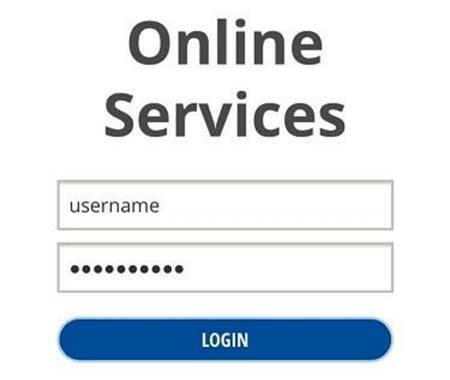 Online
Services
username
••••••••••
LOGIN